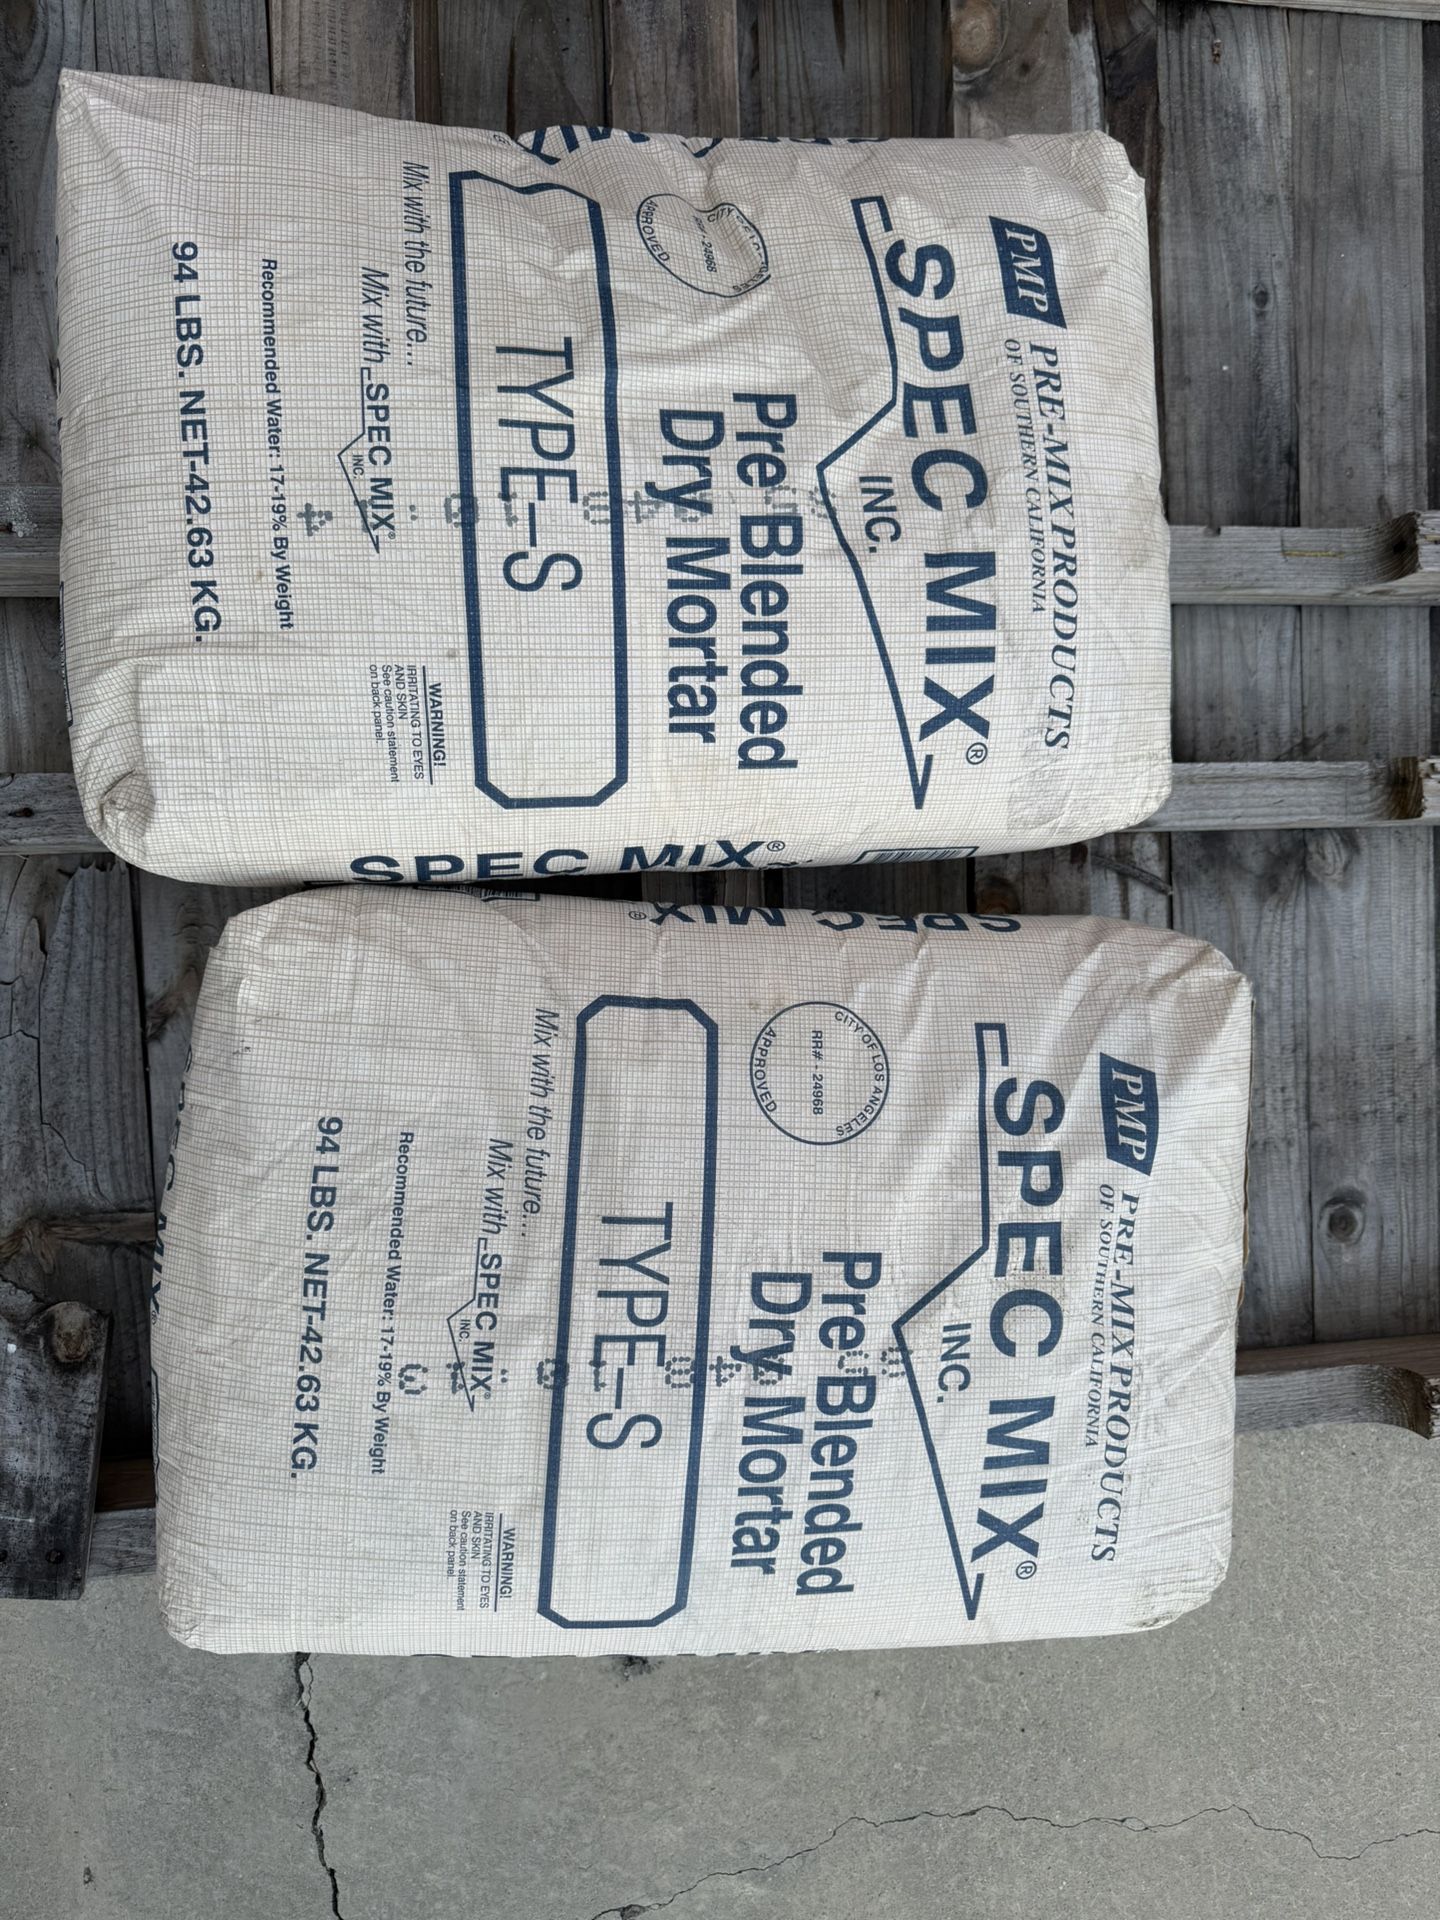 PMP PRE-MIX PRODUCTS
OF SOUTHERN CALIFORNIA
SPEC MIX®
INC.
Pre Blended
Dry Mortar
APPROVED
24968
TYPE-S
Mix with the future...
Mix with SPEC MIX®
INC.
Recommended Water: 17-19% By Weight
94 LBS. NET-42.63 KG.
WARNING!
IRRITATING TO EYES
AND SKIN
See caution statement
on back panel.
SPEC MIX®
SPEC MIX®
PMP PRE-MIX PRODUCTS
OF SOUTHERN CALIFORNIA
SPEC MIX®
INC.
Pre Blended
Dry Mortar
CITY OF LOS ANGELES
RR# - 24968
APPROVED
TYPE-S
Mix with the future...
Mix with SPEC MIX®
INC.
Recommended Water: 17-19% By Weight
94 LBS. NET-42.63 KG.
WARNING!
IRRITATING TO EYES
AND SKIN
See caution statement
on back panel.